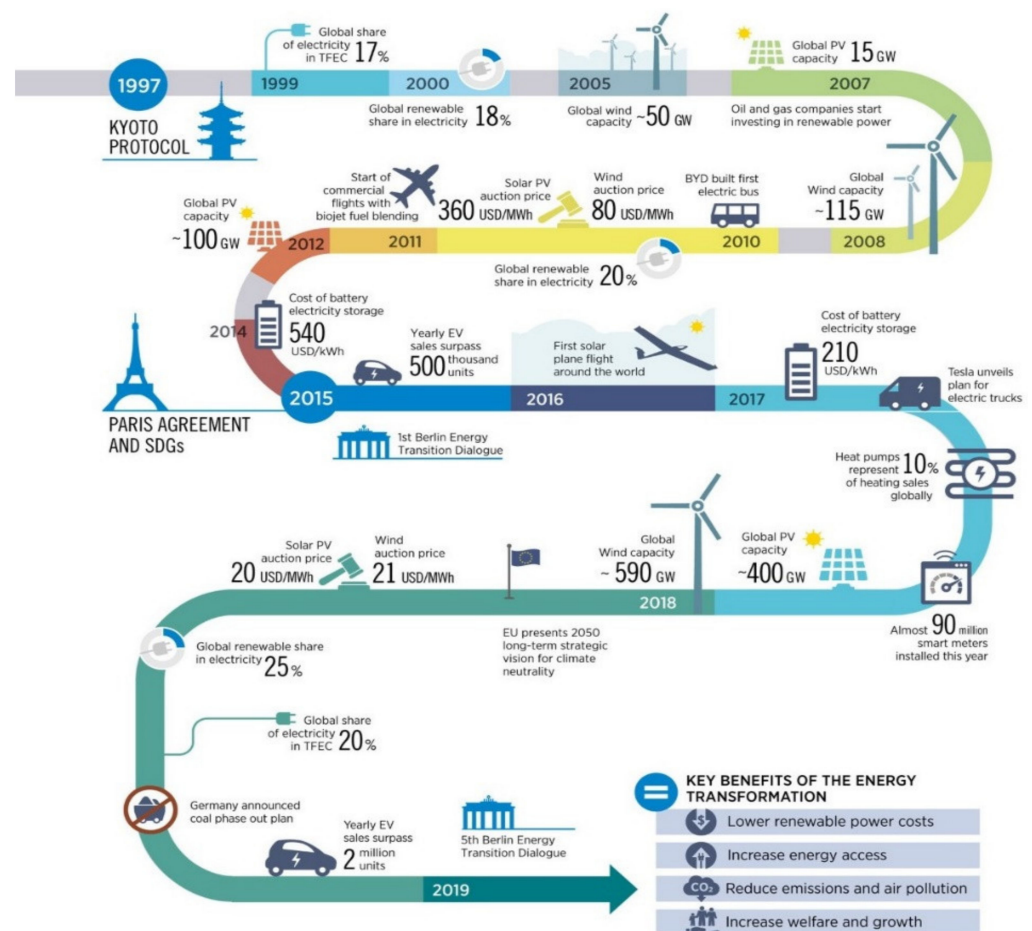 1997
KYOTO
PROTOCOL
Global share
of electricity
in TFEC 17%
1999
2000
Global renewable
share in electricity 18%
2005
Global wind
capacity ~50 GW
Global PV
capacity 15 GW
2007
Oil and gas companies start
investing in renewable power
Global
Wind capacity
~115 GW
2008
BYD built first
electric bus
2010
Wind
auction price
80 USD/MWh
Solar PV
auction price
360 USD/MWh
Global renewable
share in electricity 20%
Start of
commercial
flights with
biojet fuel blending
2011
2012
Global PV
capacity
~100 GW
2014
Cost of battery
electricity storage
540
USD/kWh
2015
PARIS AGREEMENT
AND SDGs
Yearly EV
sales surpass
500 thousand
units
1st Berlin Energy
Transition Dialogue
First solar
plane flight
around the world
2016
2017
Cost of battery
electricity storage
210
USD/kWh
Tesla unveils
plan for
electric trucks
Heat pumps
represent 10%
of heating sales
globally
Almost 90 million
smart meters
installed this year
Global PV
capacity
~400 GW
Global
Wind capacity
~ 590 GW
2018
EU presents 2050
long-term strategic
vision for climate
neutrality
Wind
auction price
21 USD/MWh
Solar PV
auction price
20 USD/MWh
Global renewable share
in electricity 25%
Global share
of electricity
in TFEC 20%
Germany announced
coal phase out plan
Yearly EV
sales surpass
2 million
units
5th Berlin Energy
Transition Dialogue
2019
KEY BENEFITS OF THE ENERGY
TRANSFORMATION
$
Lower renewable power costs
Increase energy access
CO₂
Reduce emissions and air pollution
Increase welfare and growth